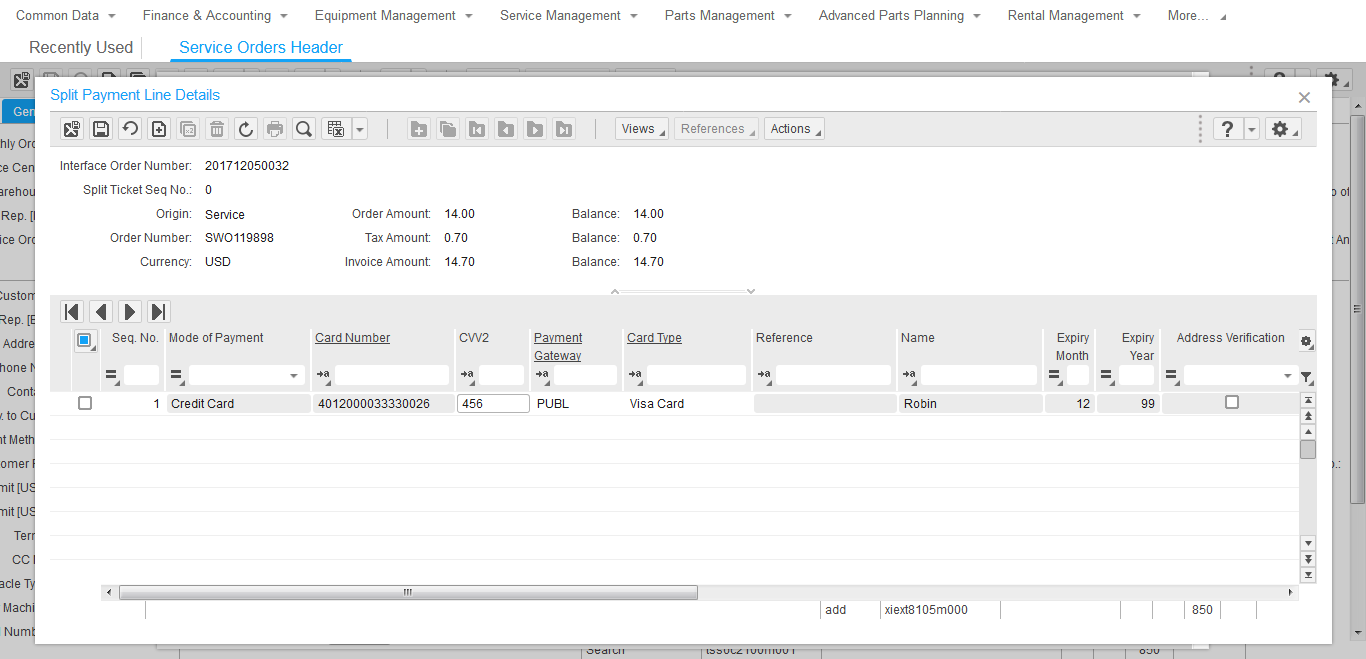 Common Data Finance & Accounting Equipment Management Service Management Parts Management Advanced Parts Planning Rental Management More...
Recently Used Service Orders Header
Split Payment Line Details
Views References Actions
Interface Order Number: 201712050032
Split Ticket Seq No.: 0
Origin: Service Order Amount: 14.00 Balance: 14.00
Order Number: SWO119898 Tax Amount: 0.70 Balance: 0.70
Currency: USD Invoice Amount: 14.70 Balance: 14.70
Seq. No. Mode of Payment Card Number CVV2 Payment Gateway Card Type Reference Name Expiry Month Expiry Year Address Verification
1 Credit Card 4012000033330026 456 PUBL Visa Card Robin 12 99
add xiext8105m000 850
Search 850